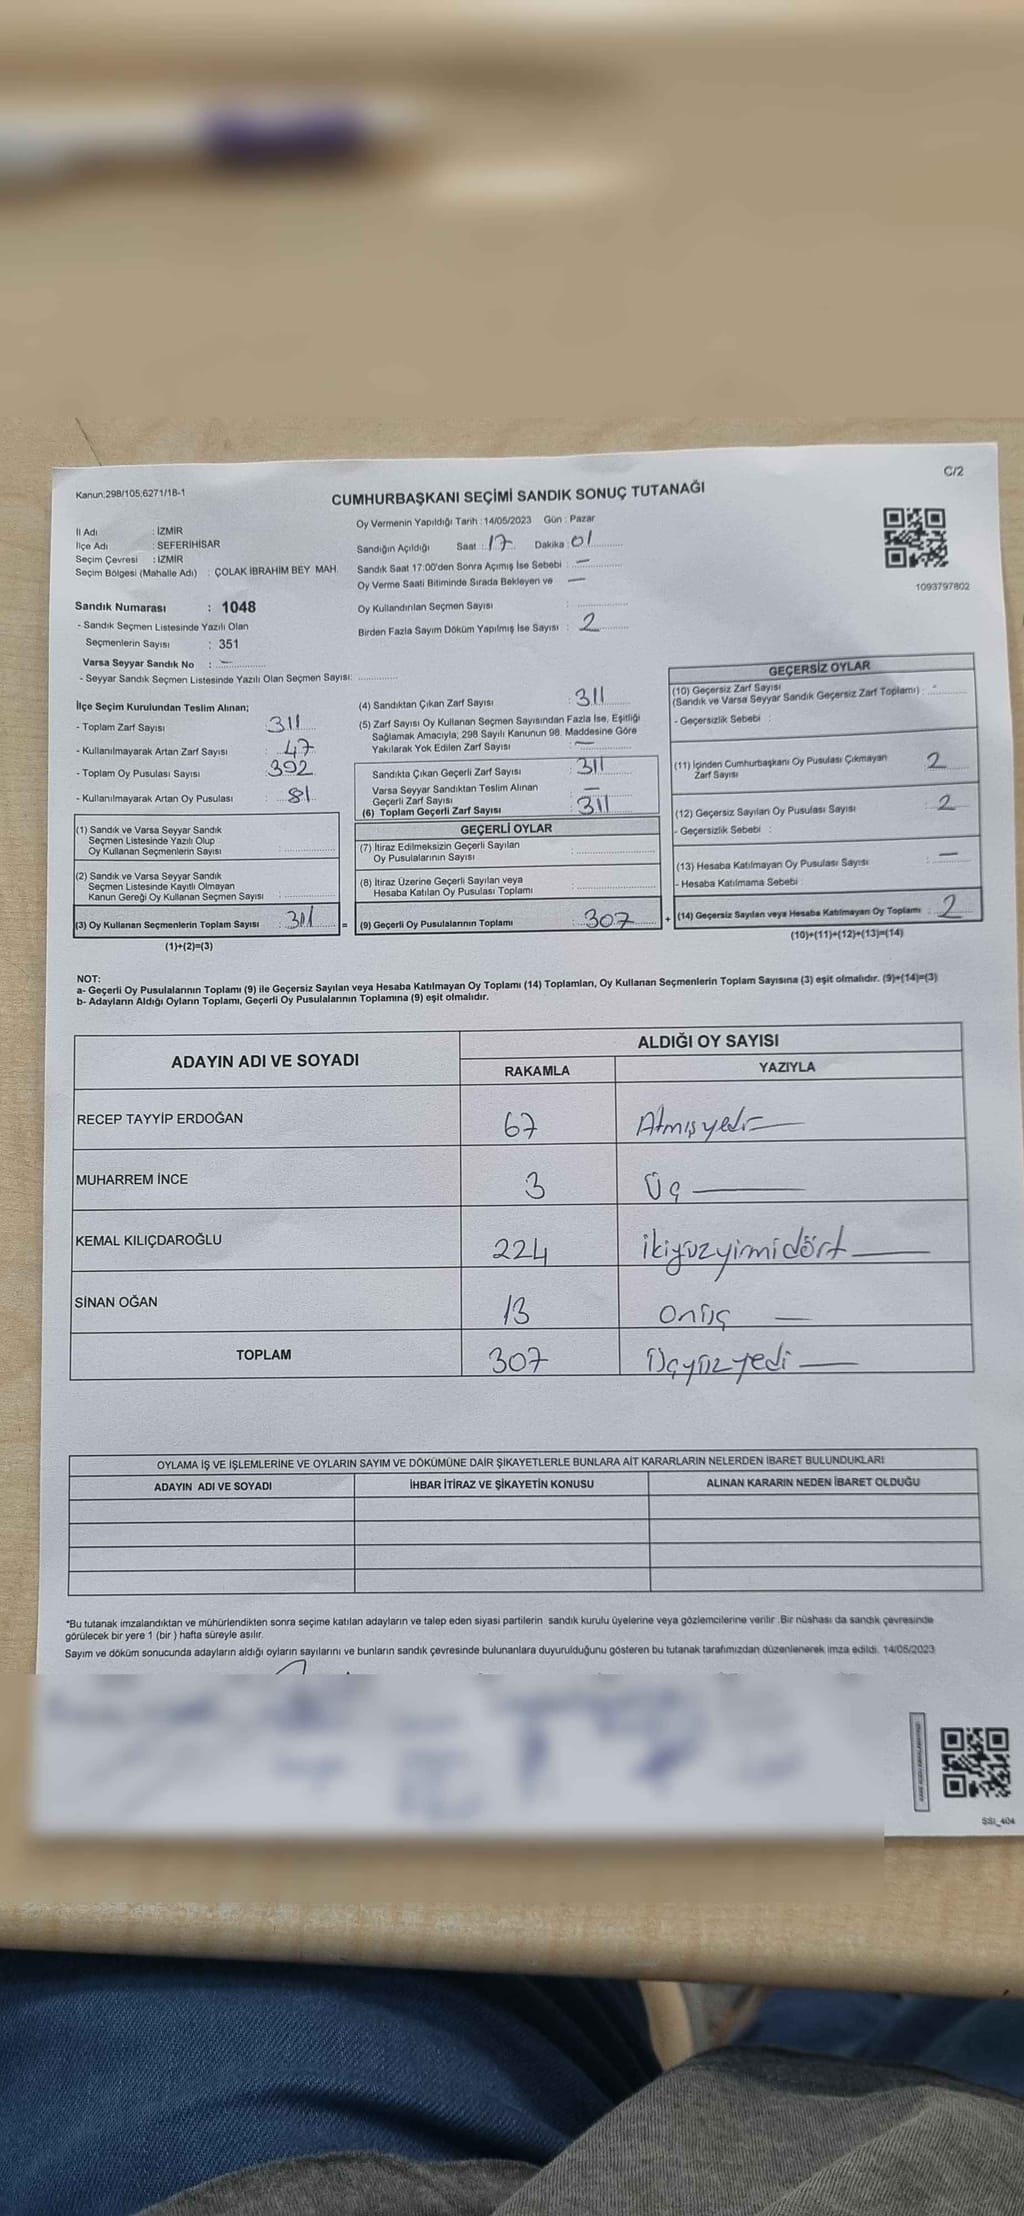 Kanun:298/105,6271/18-1
C/2
CUMHURBAŞKANI SEÇİMİ SANDIK SONUÇ TUTANAĞI
İl Adı : İZMİR
İlçe Adı : SEFERİHİSAR
Seçim Çevresi : İZMİR
Seçim Bölgesi (Mahalle Adı) : ÇOLAK İBRAHİM BEY MAH.
Oy Vermenin Yapıldığı Tarih : 14/05/2023 Gün : Pazar
Sandığın Açıldığı Saat : 17 Dakika : 01
Sandık Saat 17:00'den Sonra Açımış İse Sebebi : —
Oy Verme Saati Bitiminde Sırada Bekleyen ve —
Oy Kullandırılan Seçmen Sayısı :
Birden Fazla Sayım Döküm Yapılmış İse Sayısı : 2
1093797802
Sandık Numarası : 1048
- Sandık Seçmen Listesinde Yazılı Olan
Seçmenlerin Sayısı : 351
Varsa Seyyar Sandık No : —
- Seyyar Sandık Seçmen Listesinde Yazılı Olan Seçmen Sayısı:
İlçe Seçim Kurulundan Teslim Alınan;
- Toplam Zarf Sayısı 311
- Kullanılmayarak Artan Zarf Sayısı : 47
- Toplam Oy Pusulası Sayısı 392
- Kullanılmayarak Artan Oy Pusulası : 81
(1) Sandık ve Varsa Seyyar Sandık
Seçmen Listesinde Yazılı Olup
Oy Kullanan Seçmenlerin Sayısı :
(2) Sandık ve Varsa Seyyar Sandık
Seçmen Listesinde Kayıtlı Olmayan
Kanun Gereği Oy Kullanan Seçmen Sayısı :
(3) Oy Kullanan Seçmenlerin Toplam Sayısı : 311 =
(1)+(2)=(3)
(4) Sandıktan Çıkan Zarf Sayısı : 311
(5) Zarf Sayısı Oy Kullanan Seçmen Sayısından Fazla İse, Eşitliği
Sağlamak Amacıyla; 298 Sayılı Kanunun 98. Maddesine Göre
Yakılarak Yok Edilen Zarf Sayısı : —
Sandıkta Çıkan Geçerli Zarf Sayısı : 311
Varsa Seyyar Sandıktan Teslim Alınan
Geçerli Zarf Sayısı : —
(6) Toplam Geçerli Zarf Sayısı : 311
GEÇERLİ OYLAR
(7) İtiraz Edilmeksizin Geçerli Sayılan
Oy Pusulalarının Sayısı :
(8) İtiraz Üzerine Geçerli Sayılan veya
Hesaba Katılan Oy Pusulası Toplamı :
(9) Geçerli Oy Pusulalarının Toplamı : 307 +
GEÇERSİZ OYLAR
(10) Geçersiz Zarf Sayısı
(Sandık ve Varsa Seyyar Sandık Geçersiz Zarf Toplamı) : -
- Geçersizlik Sebebi :
(11) İçinden Cumhurbaşkanı Oy Pusulası Çıkmayan
Zarf Sayısı : 2
(12) Geçersiz Sayılan Oy Pusulası Sayısı : 2
- Geçersizlik Sebebi :
(13) Hesaba Katılmayan Oy Pusulası Sayısı : —
- Hesaba Katılmama Sebebi :
(14) Geçersiz Sayılan veya Hesaba Katılmayan Oy Toplamı : 2
(10)+(11)+(12)+(13)=(14)
NOT:
a- Geçerli Oy Pusulalarının Toplamı (9) ile Geçersiz Sayılan veya Hesaba Katılmayan Oy Toplamı (14) Toplamları, Oy Kullanan Seçmenlerin Toplam Sayısına (3) eşit olmalıdır. (9)+(14)=(3)
b- Adayların Aldığı Oyların Toplamı, Geçerli Oy Pusulalarının Toplamına (9) eşit olmalıdır.
ADAYIN ADI VE SOYADI
ALDIĞI OY SAYISI
RAKAMLA YAZIYLA
RECEP TAYYİP ERDOĞAN 67 Atmışyedi
MUHARREM İNCE 3 Üç
KEMAL KILIÇDAROĞLU 224 ikiyüzyimidört
SİNAN OĞAN 13 Onüç
TOPLAM 307 Üçyüzyedi
OYLAMA İŞ VE İŞLEMLERİNE VE OYLARIN SAYIM VE DÖKÜMÜNE DAİR ŞİKAYETLERLE BUNLARA AİT KARARLARIN NELERDEN İBARET BULUNDUKLARI
ADAYIN ADI VE SOYADI İHBAR İTİRAZ VE ŞİKAYETİN KONUSU ALINAN KARARIN NEDEN İBARET OLDUĞU
*Bu tutanak imzalandıktan ve mühürlendikten sonra seçime katılan adayların ve talep eden siyasi partilerin sandık kurulu üyelerine veya gözlemcilerine verilir .Bir nüshası da sandık çevresinde
görülecek bir yere 1 (bir ) hafta süreyle asılır.
Sayım ve döküm sonucunda adayların aldığı oyların sayılarını ve bunların sandık çevresinde bulunanlara duyurulduğunu gösteren bu tutanak tarafımızdan düzenlenerek imza edildi. 14/05/2023
SSI_404